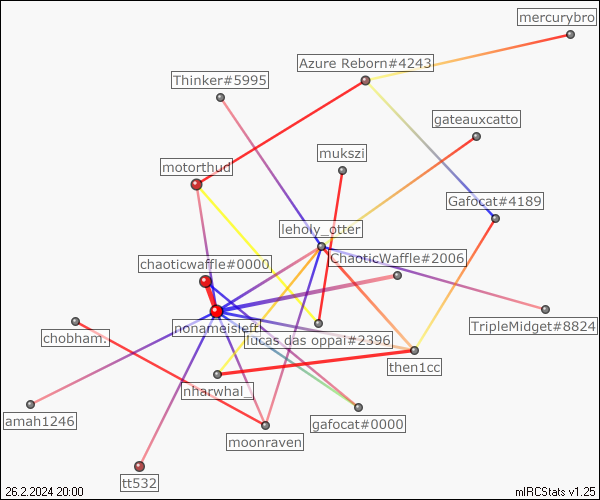 mercurybro
Azure Reborn#4243
Thinker#5995
gateauxcatto
mukszi
motorthud
Gafocat#4189
leholy_otter
ChaoticWaffle#2006
chaoticwaffle#0000
nonameisleft
TripleMidget#8824
chobham.
lucas das oppai#2396
then1cc
nharwhal_
amah1246
gafocat#0000
moonraven
tt532
26.2.2024 20:00
mIRCStats v1.25